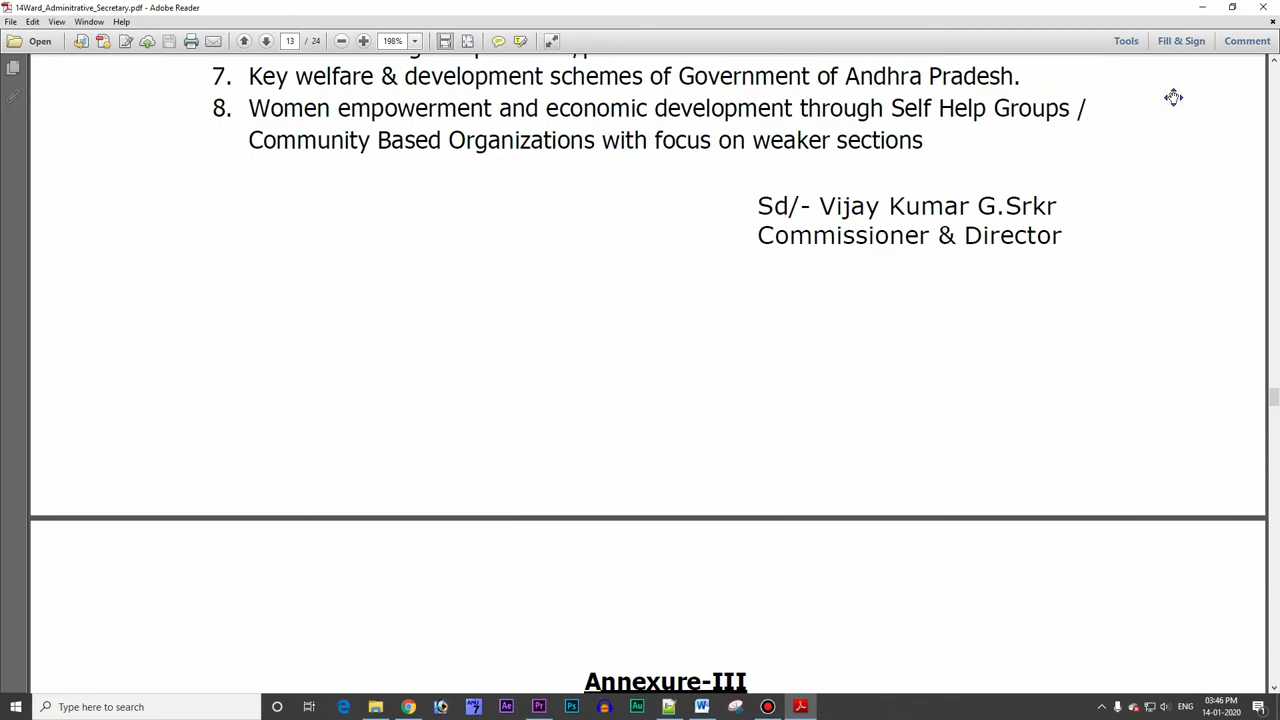 14Ward_Adminitrative_Secretary.pdf - Adobe Reader
File Edit View Window Help
Open 13 / 24 198% Tools Fill & Sign Comment
7. Key welfare & development schemes of Government of Andhra Pradesh.
8. Women empowerment and economic development through Self Help Groups /
Community Based Organizations with focus on weaker sections
Sd/- Vijay Kumar G.Srkr
Commissioner & Director
Annexure-III
Type here to search
ENG
03:46 PM
14-01-2020